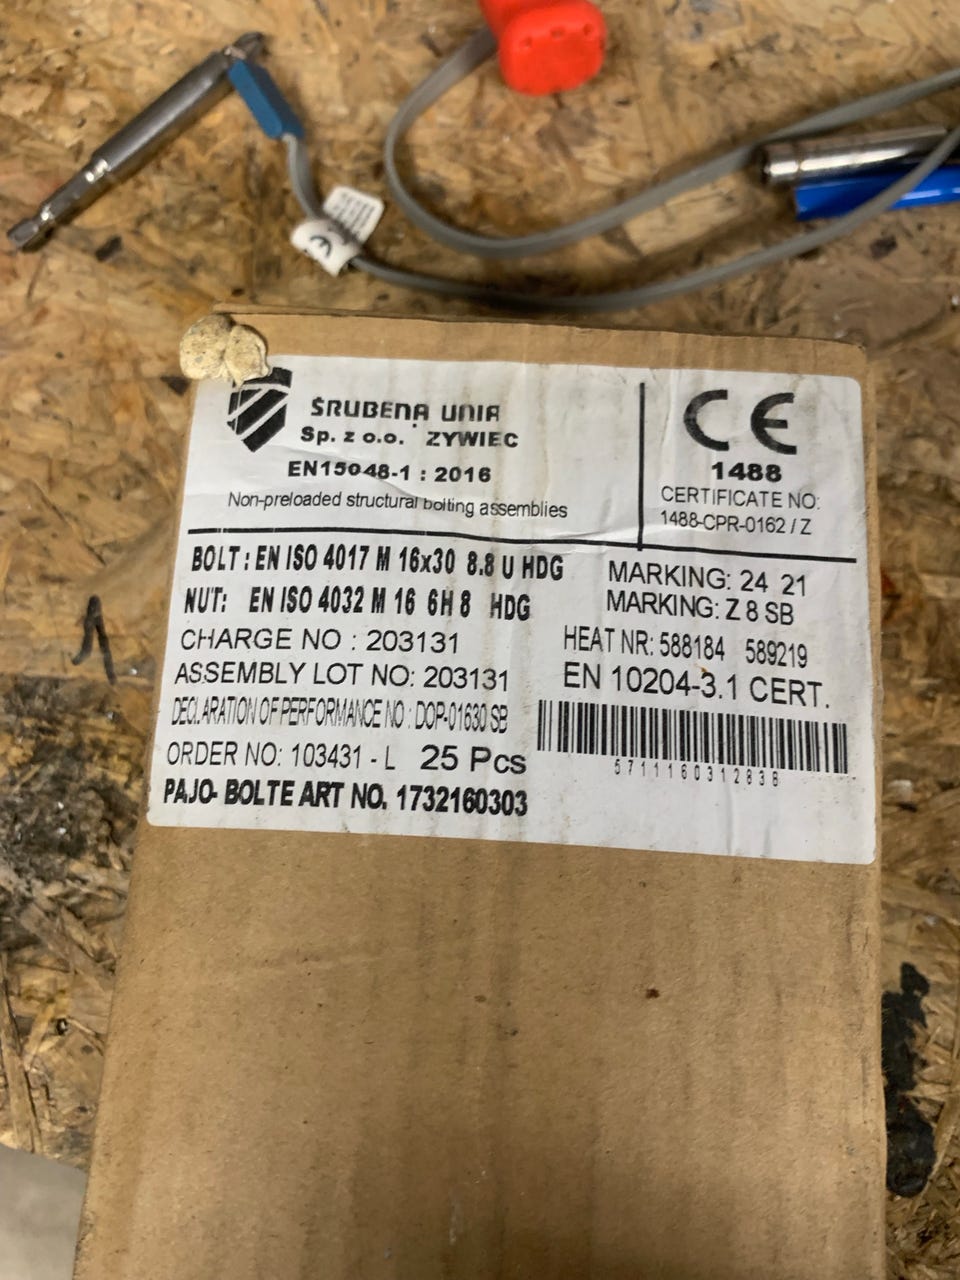 ŚRUBENA UNIA
Sp. z o.o. ŻYWIEC
EN15048-1 : 2016
Non-preloaded structural bolting assemblies
CE
1488
CERTIFICATE NO:
1488-CPR-0162 / Z
BOLT : EN ISO 4017 M 16x30 8.8 U HDG
MARKING: 24 21
NUT: EN ISO 4032 M 16 6H 8 HDG
MARKING: Z 8 SB
CHARGE NO : 203131
HEAT NR: 588184 589219
ASSEMBLY LOT NO: 203131
EN 10204-3.1 CERT.
DECLARATION OF PERFORMANCE NO : DOP-01630 SB
ORDER NO: 103431 - L 25 Pcs
5711160312838
PAJO- BOLTE ART NO. 1732160303
CE